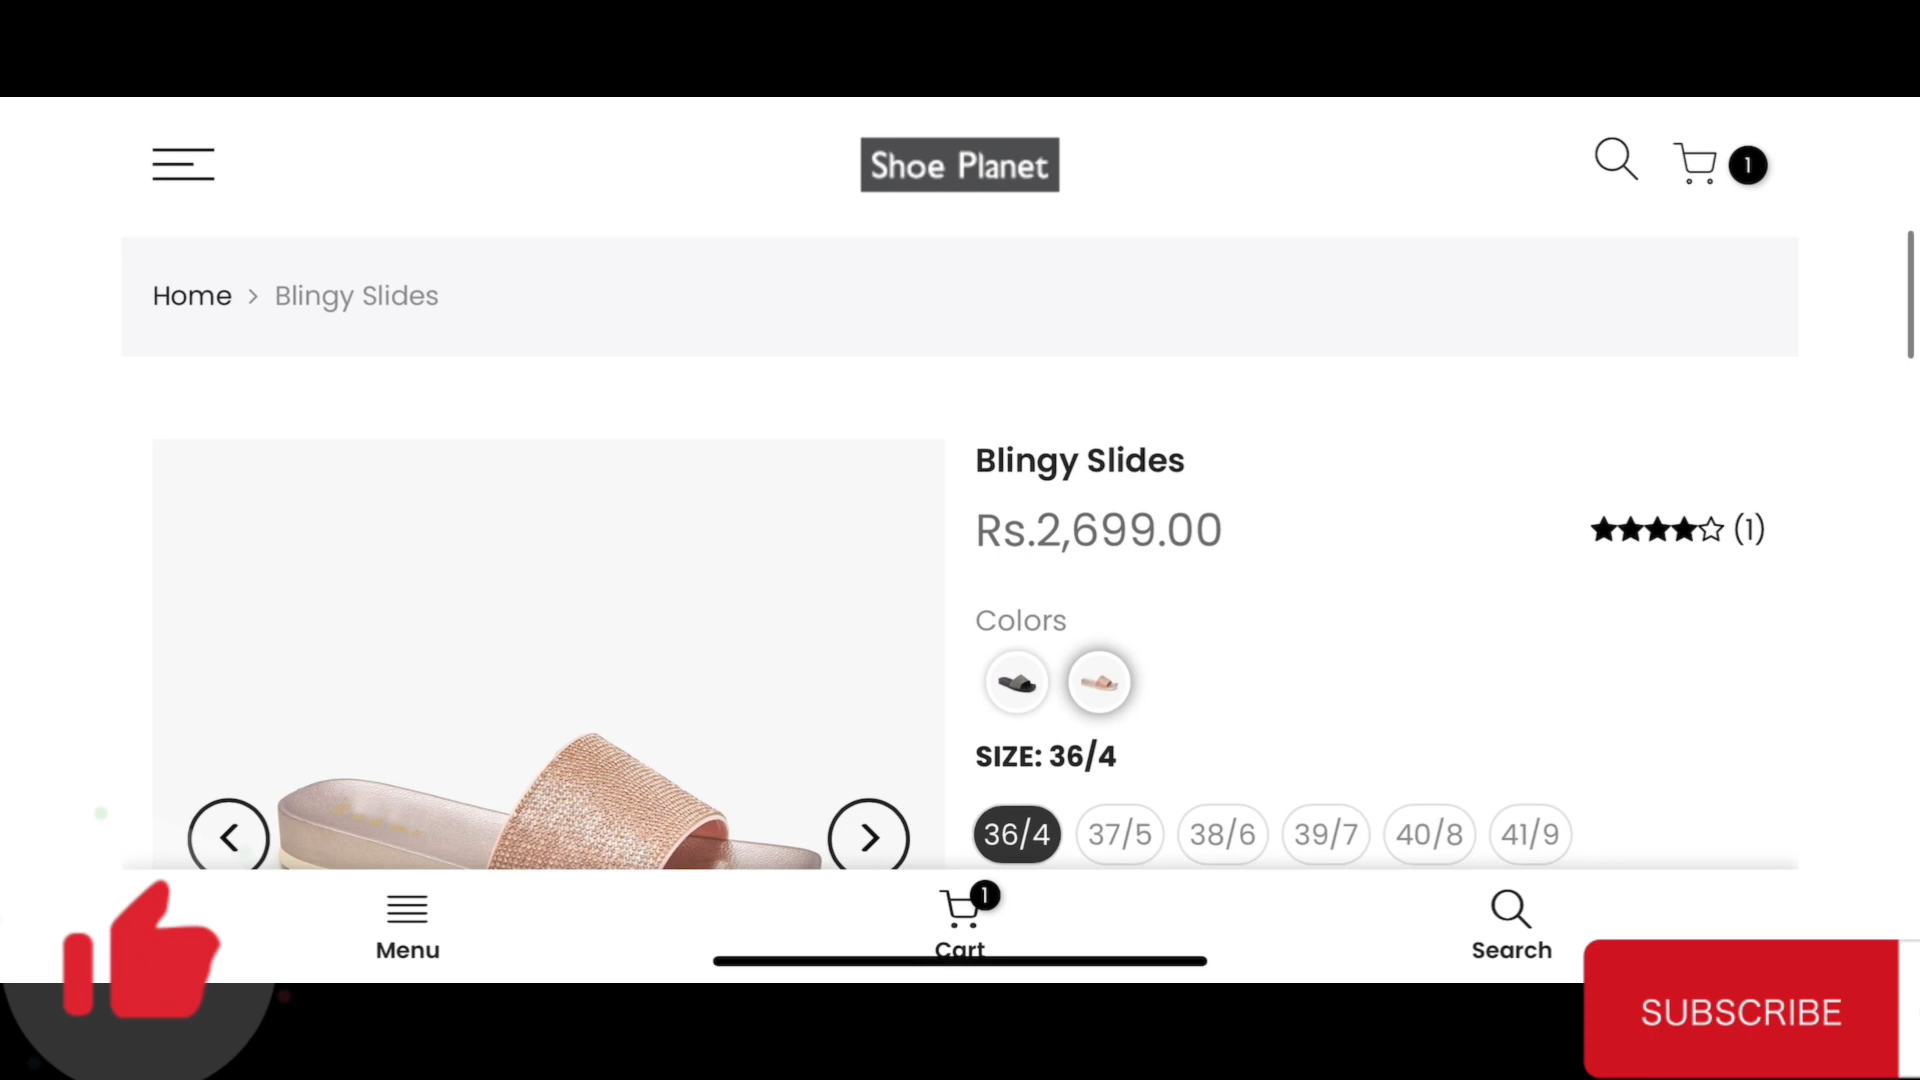 Shoe Planet
1
Home > Blingy Slides
Blingy Slides
Rs.2,699.00
(1)
Colors
SIZE: 36/4
36/4 37/5 38/6 39/7 40/8 41/9
1
Menu Cart Search
SUBSCRIBE